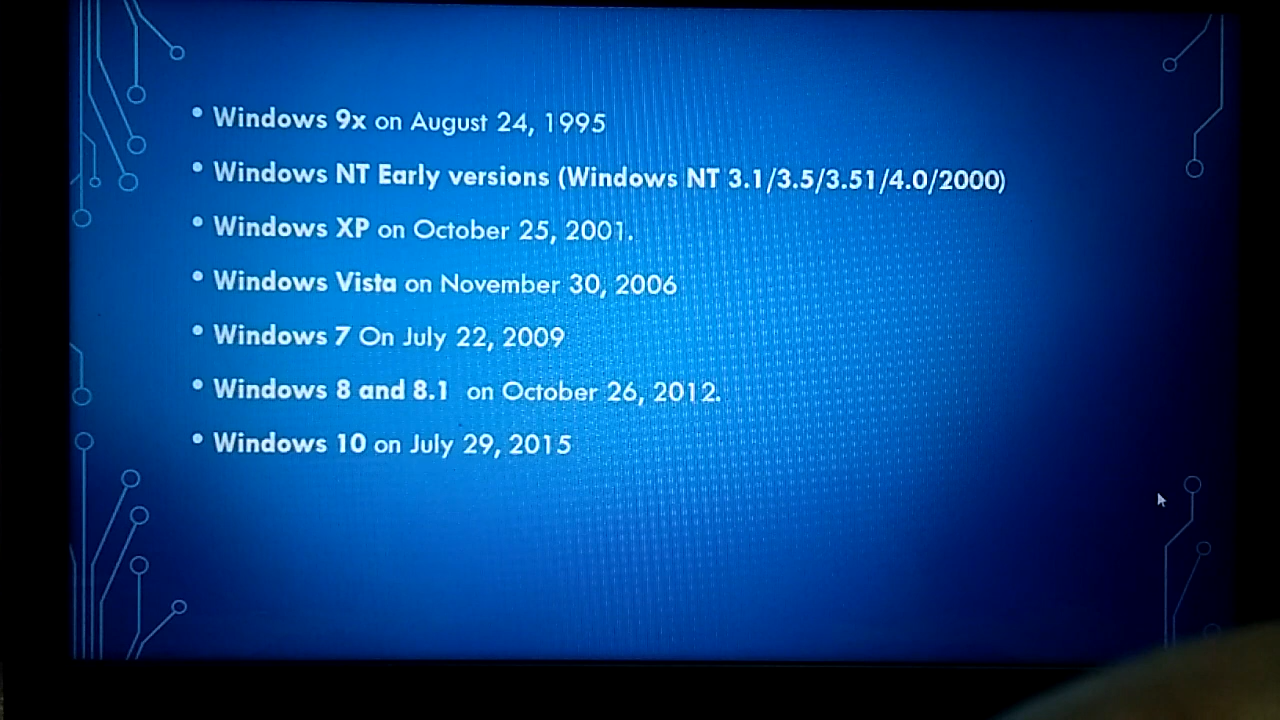 • Windows 9x on August 24, 1995
• Windows NT Early versions (Windows NT 3.1/3.5/3.51/4.0/2000)
• Windows XP on October 25, 2001.
• Windows Vista on November 30, 2006
• Windows 7 On July 22, 2009
• Windows 8 and 8.1 on October 26, 2012.
• Windows 10 on July 29, 2015